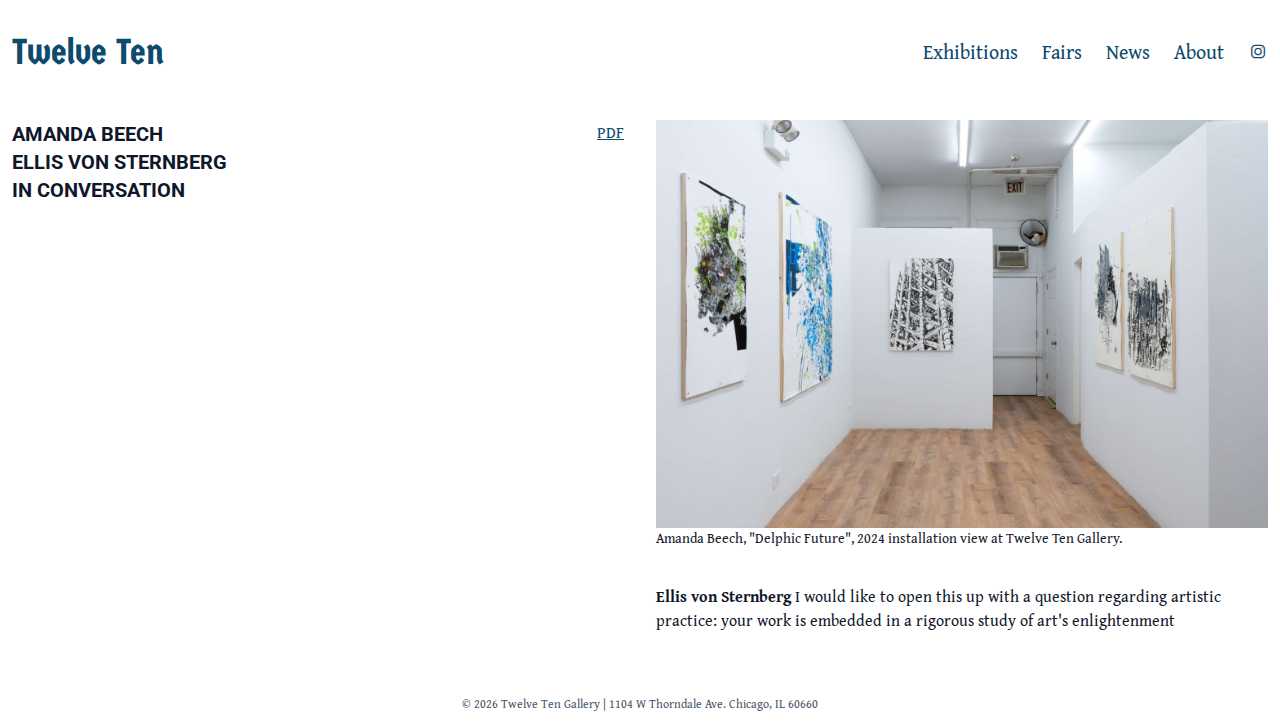 Twelve Ten
Exhibitions Fairs News About
AMANDA BEECH
ELLIS VON STERNBERG
IN CONVERSATION
PDF
EXIT
Amanda Beech, "Delphic Future", 2024 installation view at Twelve Ten Gallery.
Ellis von Sternberg I would like to open this up with a question regarding artistic
practice: your work is embedded in a rigorous study of art's enlightenment
© 2026 Twelve Ten Gallery | 1104 W Thorndale Ave. Chicago, IL 60660